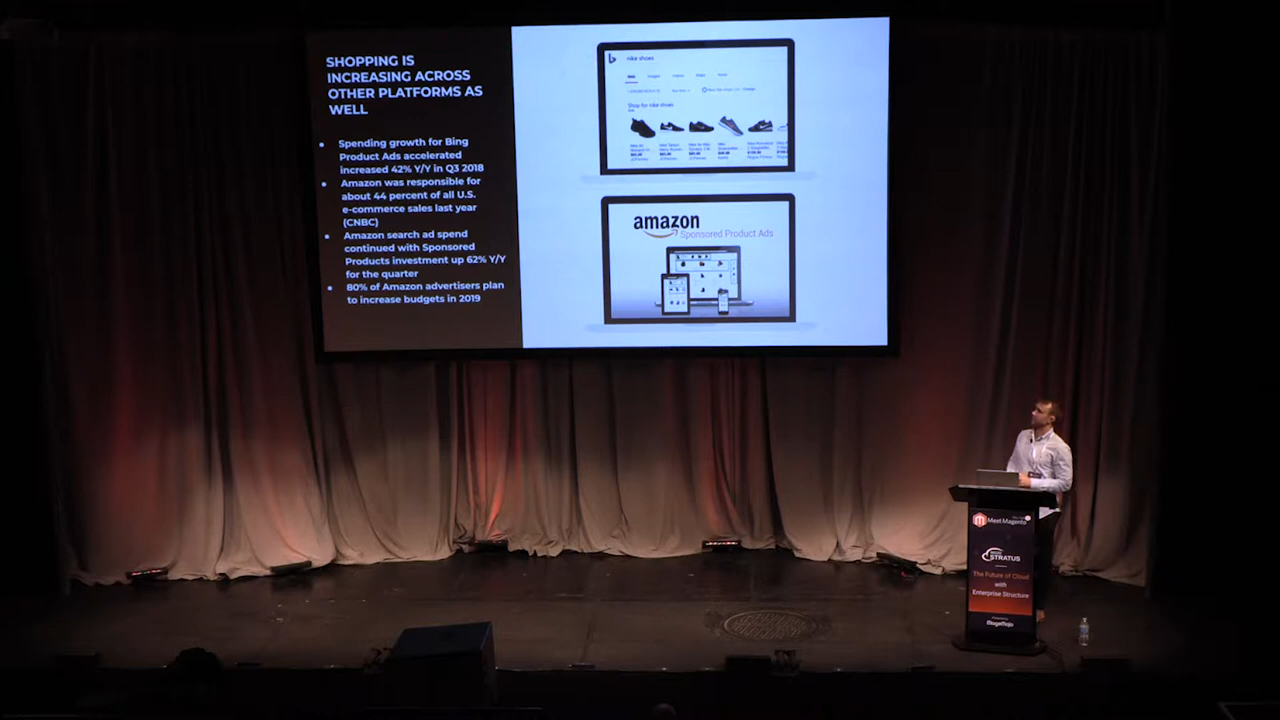 SHOPPING IS
INCREASING ACROSS
OTHER PLATFORMS AS
WELL
Spending growth for Bing
Product Ads accelerated
increased 42% Y/Y in Q3 2018
Amazon was responsible for
about 44 percent of all U.S.
e-commerce sales last year
(CNBC)
Amazon search ad spend
continued with Sponsored
Products investment up 62% Y/Y
for the quarter
80% of Amazon advertisers plan
to increase budgets in 2019
nike shoes
Shop for nike shoes
amazon
Sponsored Product Ads
Meet Magento
STRATUS
The Future of Cloud
with
Enterprise Structure
MageMojo